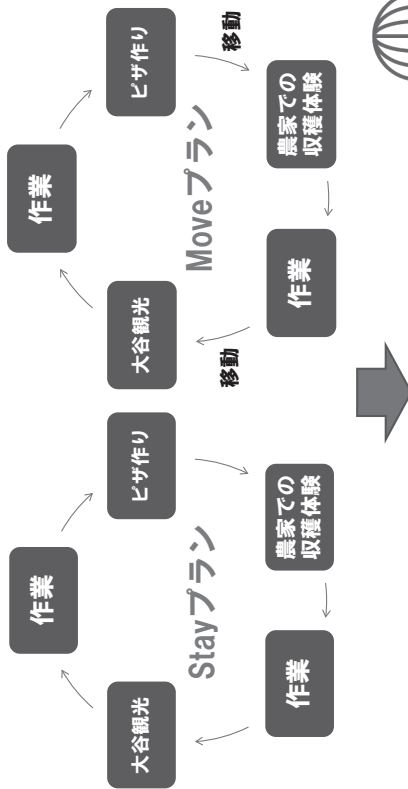 Stayプラン
作業
ピザ作り
農家での
収穫体験
作業
大谷観光
Moveプラン
作業
ピザ作り
移動
農家での
収穫体験
作業
移動
大谷観光